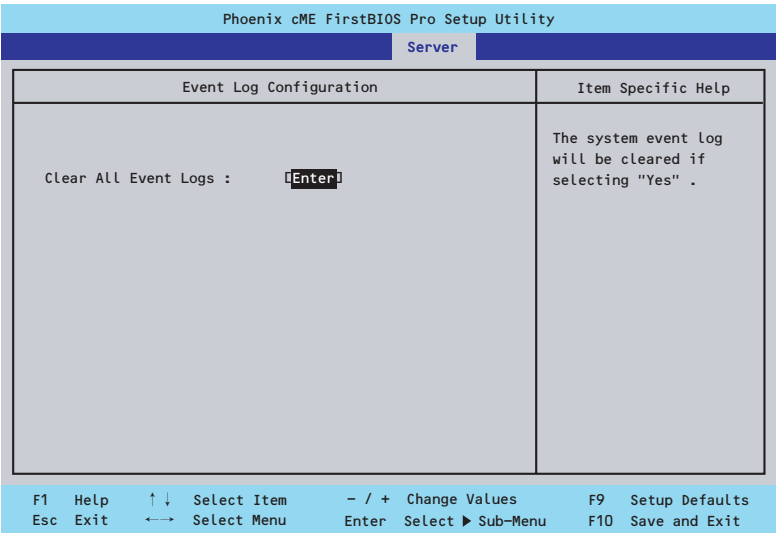 Phoenix cME FirstBIOS Pro Setup Utility
Server
Event Log Configuration
Item Specific Help
Clear All Event Logs : [Enter]
The system event log
will be cleared if
selecting "Yes" .
F1 Help ↑↓ Select Item - / + Change Values F9 Setup Defaults
Esc Exit ←→ Select Menu Enter Select ▶ Sub-Menu F10 Save and Exit